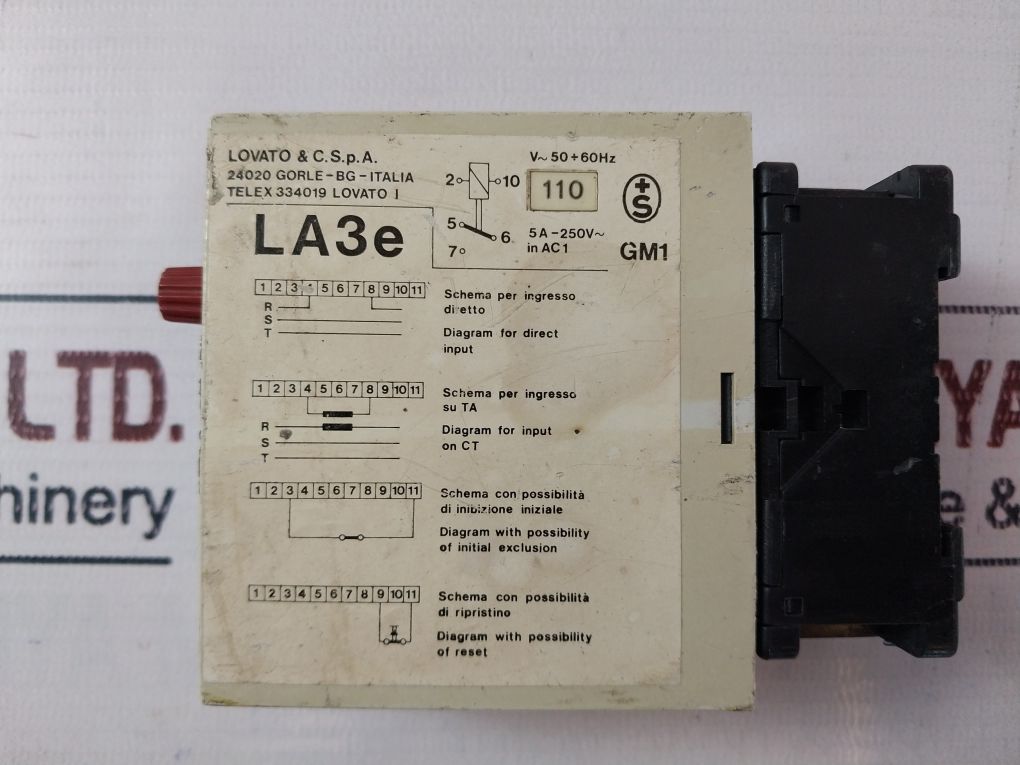 LOVATO & C.S.p.A.
24020 GORLE-BG-ITALIA
TELEX 334019 LOVATO I
LA3e
2 10
5
6
7
V~ 50+60Hz
110
5A-250V~
in AC1
+S
GM1
1 2 3 4 5 6 7 8 9 10 11
R
S
T
Schema per ingresso
diretto
Diagram for direct
input
1 2 3 4 5 6 7 8 9 10 11
R
S
T
Schema per ingresso
su TA
Diagram for input
on CT
1 2 3 4 5 6 7 8 9 10 11
Schema con possibilità
di inibizione iniziale
Diagram with possibility
of initial exclusion
1 2 3 4 5 6 7 8 9 10 11
Schema con possibilità
di ripristino
Diagram with possibility
of reset
LTD.
hinery
YA
e &